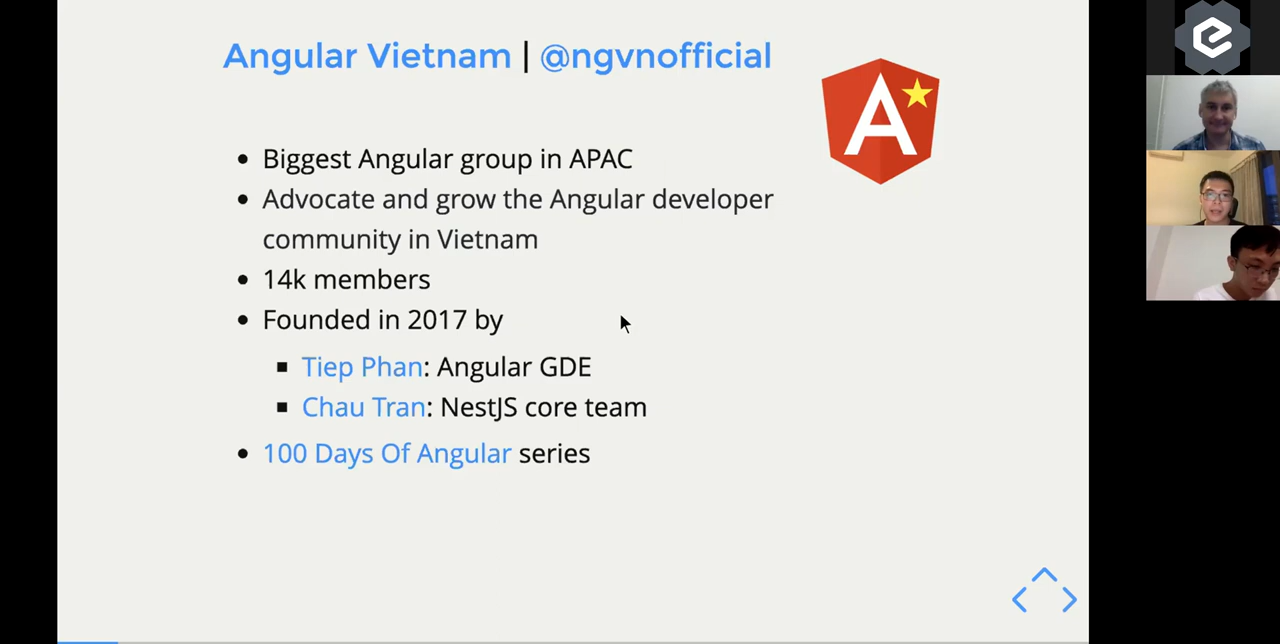 Angular Vietnam | @ngvnofficial
Biggest Angular group in APAC
Advocate and grow the Angular developer
community in Vietnam
14k members
Founded in 2017 by
Tiep Phan: Angular GDE
Chau Tran: NestJS core team
100 Days Of Angular series